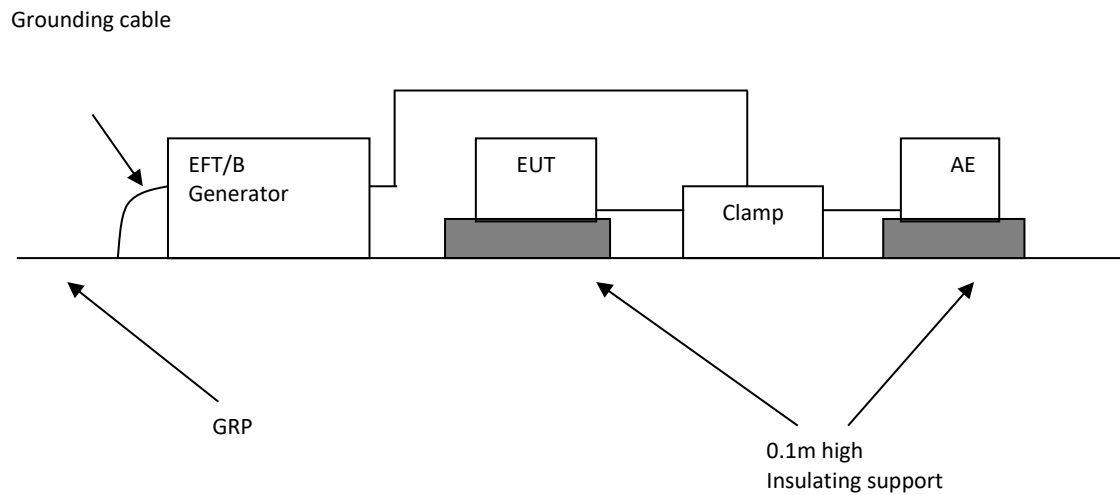 Grounding cable
EFT/B
Generator
EUT
Clamp
AE
GRP
0.1m high
Insulating support